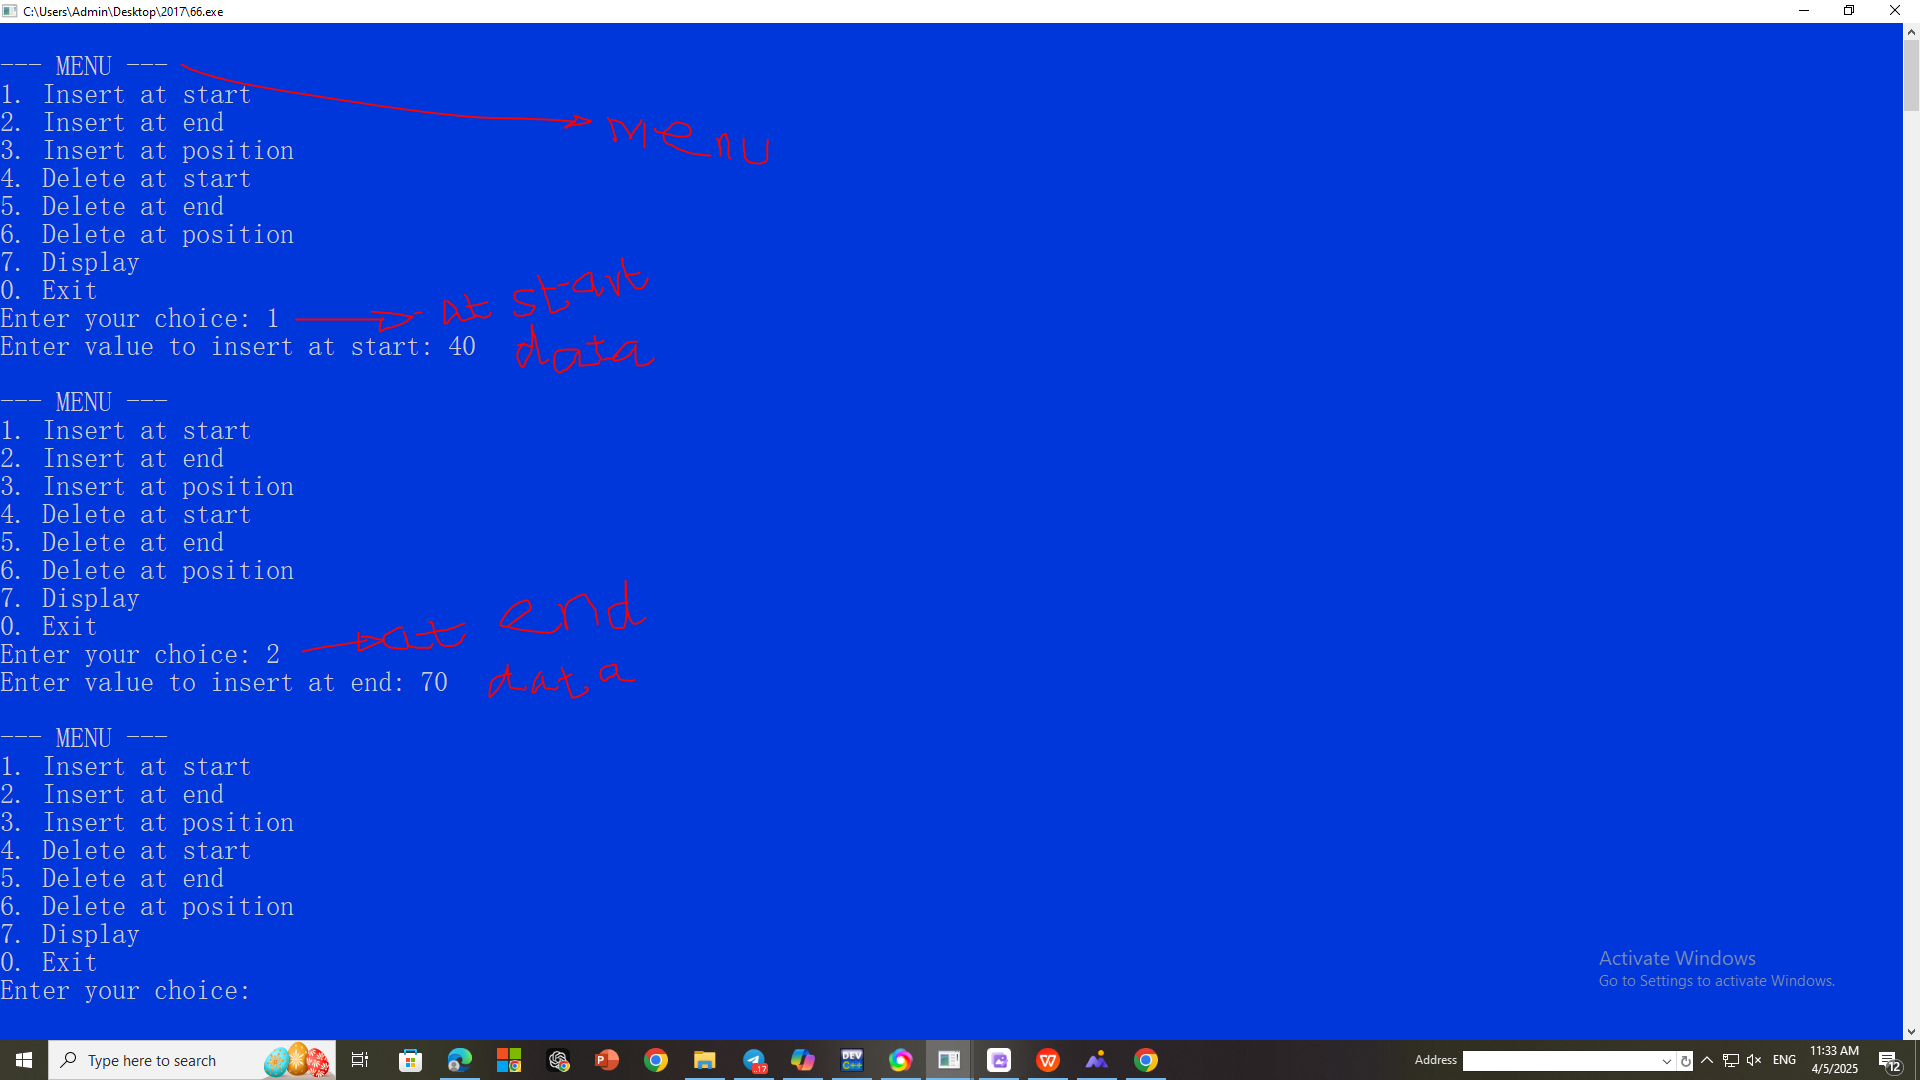 C:\Users\Admin\Desktop\2017\66.exe
--- MENU ---
1. Insert at start
2. Insert at end
menu
3. Insert at position
4. Delete at start
5. Delete at end
6. Delete at position
7. Display
0. Exit
at start
Enter your choice: 1
Enter value to insert at start: 40
data
--- MENU ---
1. Insert at start
2. Insert at end
3. Insert at position
4. Delete at start
5. Delete at end
6. Delete at position
7. Display
0. Exit
at end
Enter your choice: 2
Enter value to insert at end: 70
data
--- MENU ---
1. Insert at start
2. Insert at end
3. Insert at position
4. Delete at start
5. Delete at end
6. Delete at position
7. Display
0. Exit
Enter your choice:
Activate Windows
Go to Settings to activate Windows.
Type here to search
.17
DEV
C++
Address
ENG
11:33 AM
4/5/2025
12